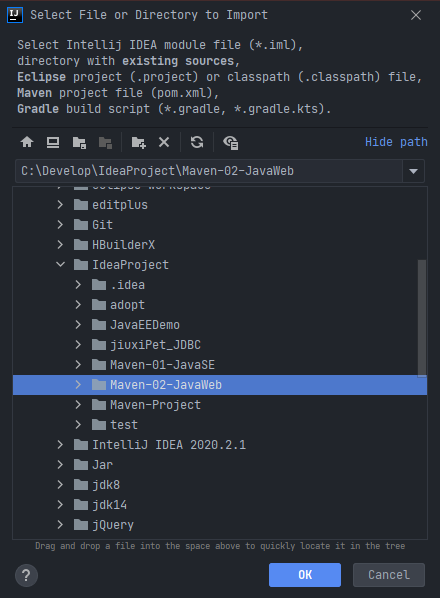 IJ
Select File or Directory to Import
Select Intellij IDEA module file (*.iml),
directory with existing sources,
Eclipse project (.project) or classpath (.classpath) file,
Maven project file (pom.xml),
Gradle build script (*.gradle, *.gradle.kts).
Hide path
C:\Develop\IdeaProject\Maven-02-JavaWeb
eclipse-workspace
editplus
Git
HBuilderX
IdeaProject
.idea
adopt
JavaEEDemo
jiuxiPet_JDBC
Maven-01-JavaSE
Maven-02-JavaWeb
Maven-Project
test
IntelliJ IDEA 2020.2.1
Jar
jdk8
jdk14
jQuery
Drag and drop a file into the space above to quickly locate it in the tree
?
OK
Cancel